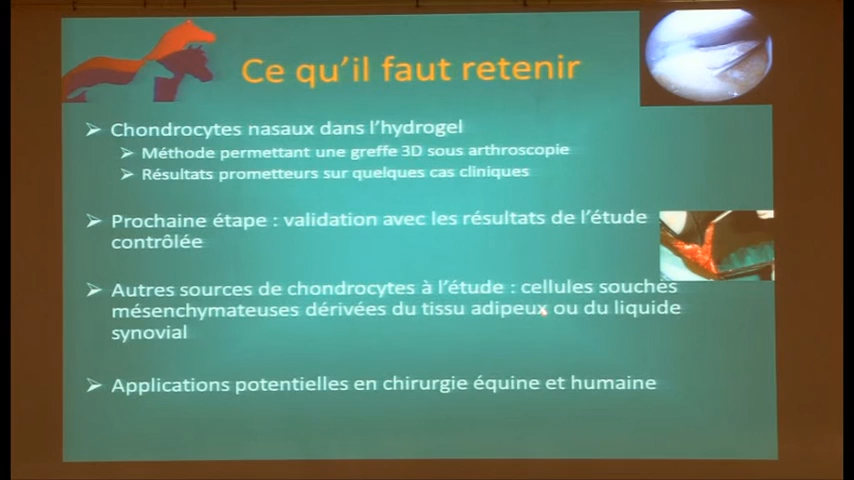 Ce qu'il faut retenir
➢ Chondrocytes nasaux dans l'hydrogel
➢ Méthode permettant une greffe 3D sous arthroscopie
➢ Résultats prometteurs sur quelques cas cliniques
➢ Prochaine étape : validation avec les résultats de l'étude
contrôlée
➢ Autres sources de chondrocytes à l'étude : cellules souches
mésenchymateuses dérivées du tissu adipeux ou du liquide
synovial
➢ Applications potentielles en chirurgie équine et humaine